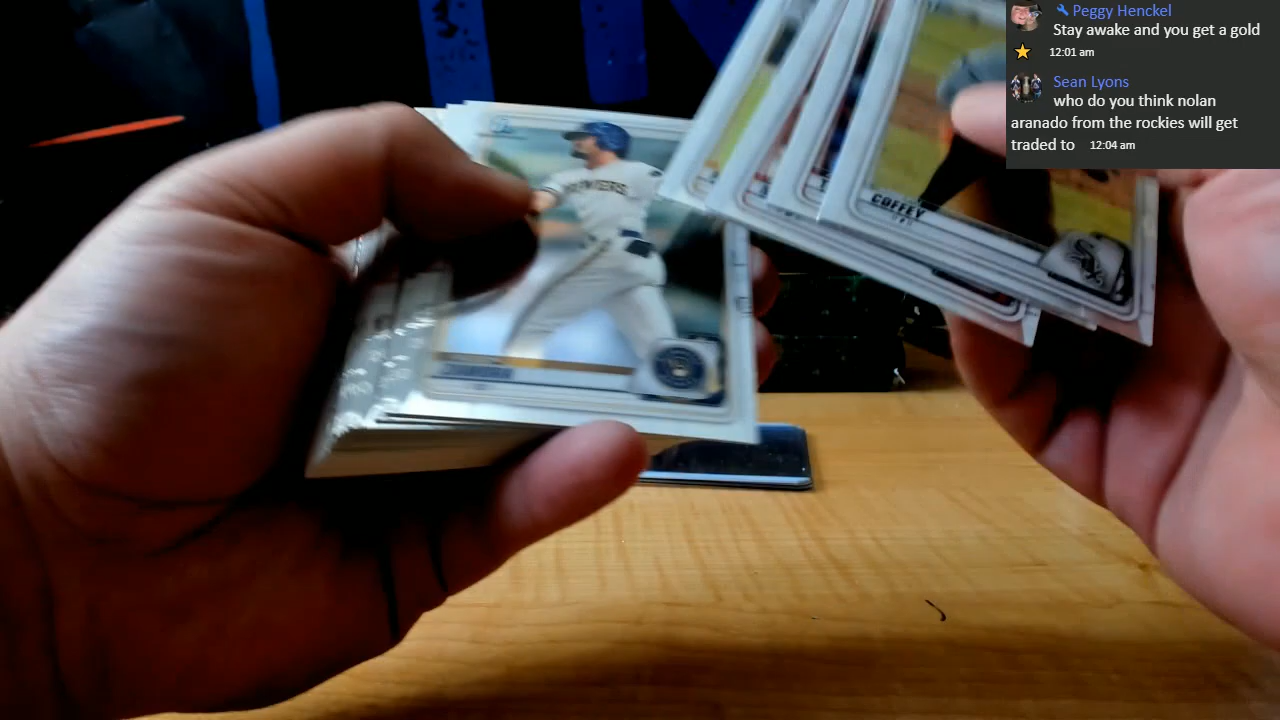 Peggy Henckel
Stay awake and you get a gold
12:01 am
Sean Lyons
who do you think nolan
aranado from the rockies will get
traded to 12:04 am
BREWERS
COFFEY